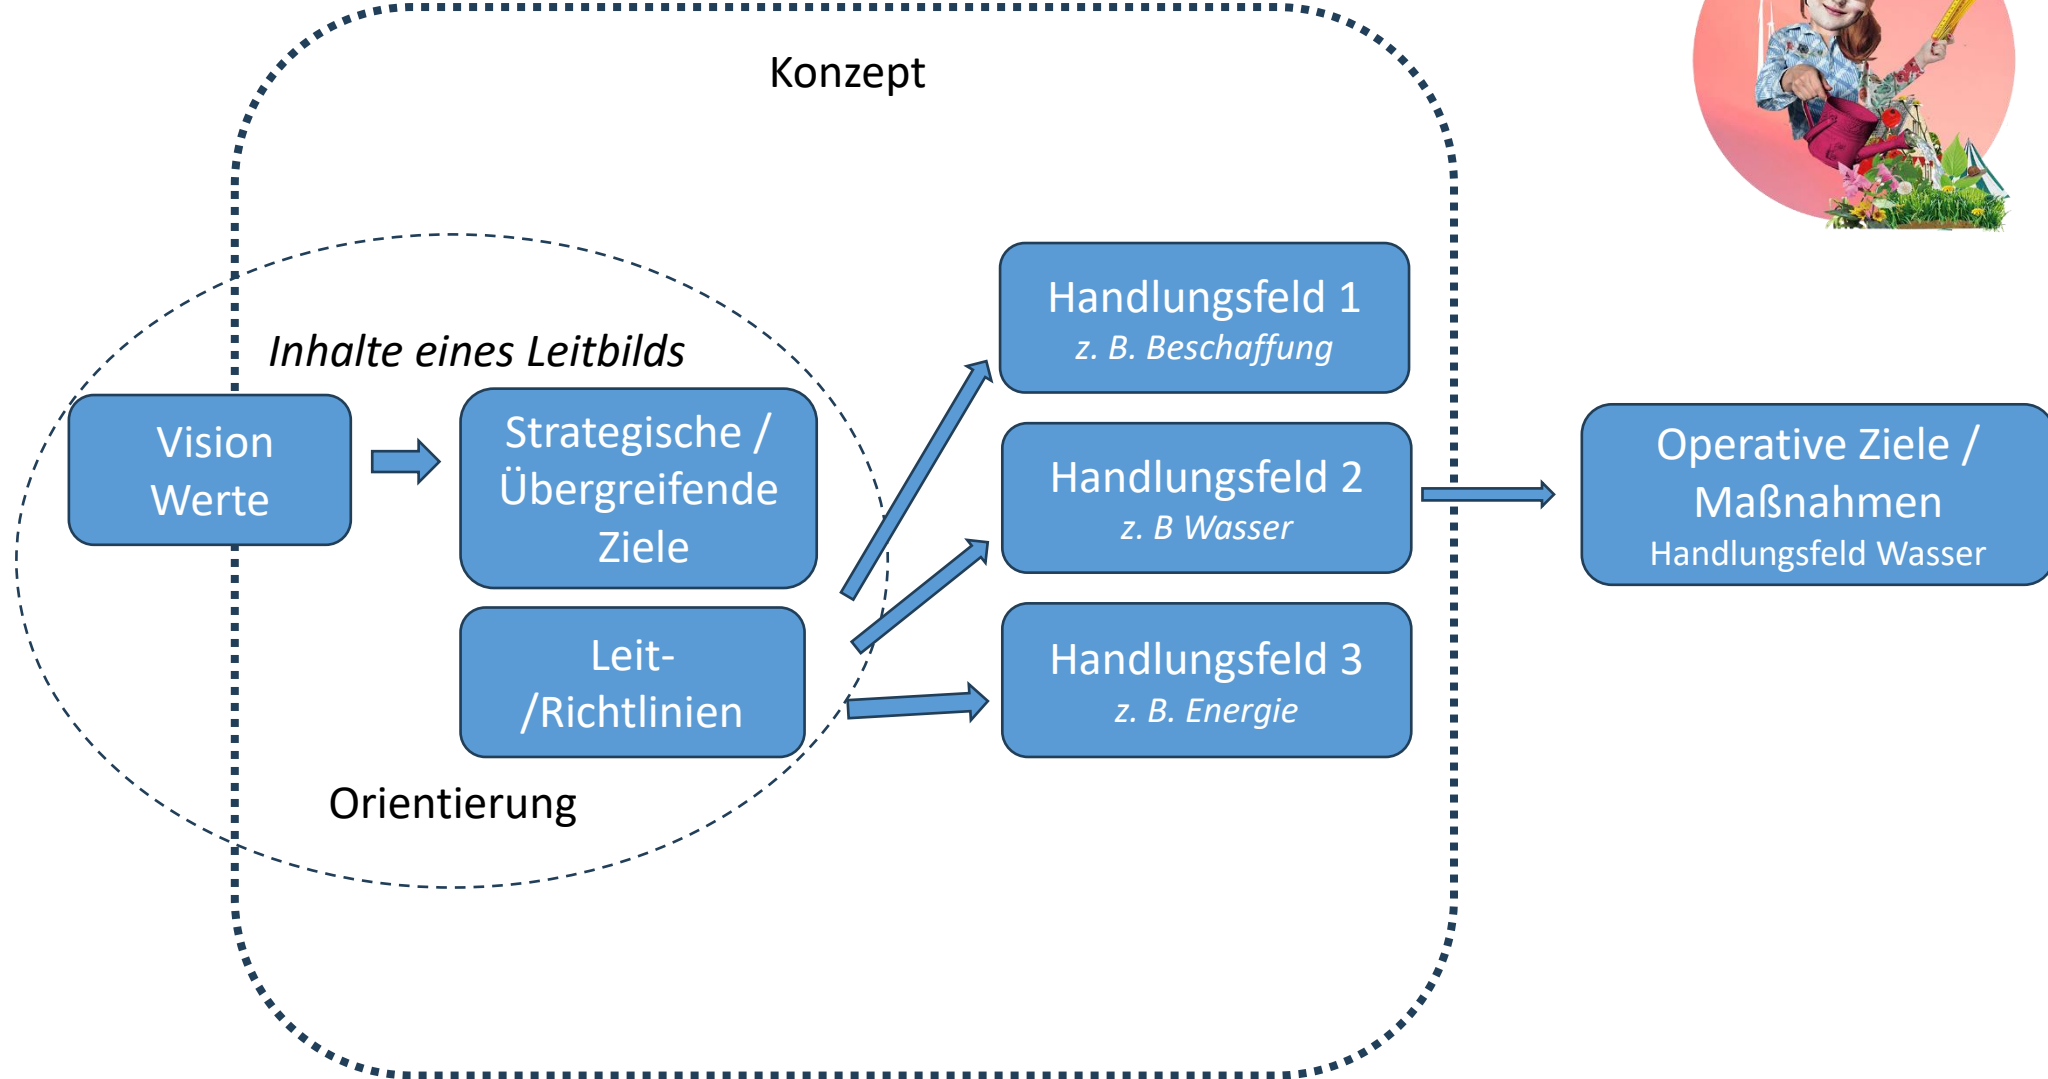 Konzept
Inhalte eines Leitbilds
Vision
Werte
Strategische /
Übergreifende
Ziele
Leit-
/Richtlinien
Orientierung
Handlungsfeld 1
z. B. Beschaffung
Handlungsfeld 2
z. B Wasser
Handlungsfeld 3
z. B. Energie
Operative Ziele /
Maßnahmen
Handlungsfeld Wasser